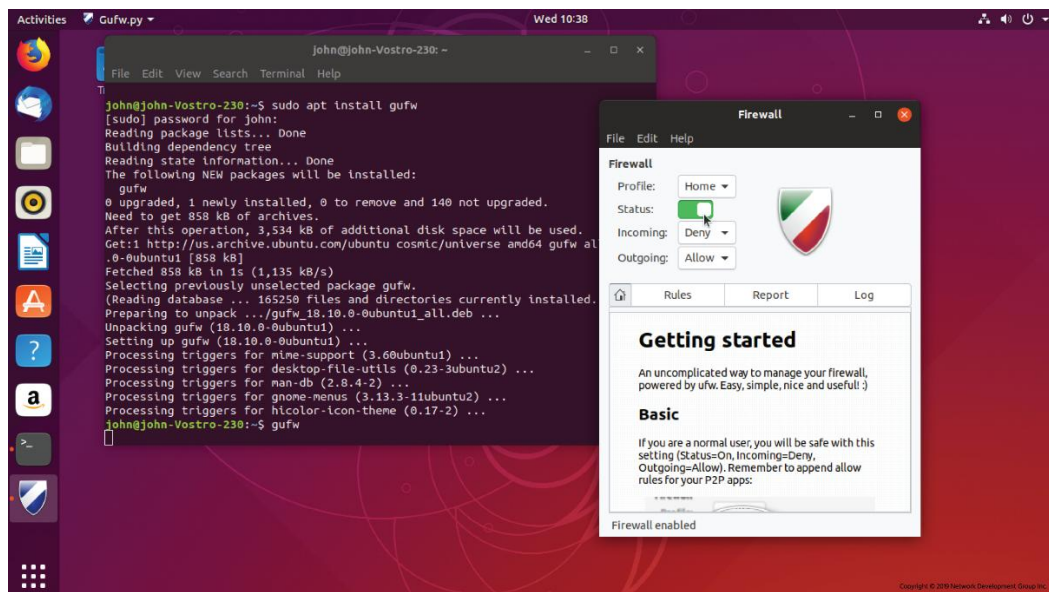 Activities Gufw.py Wed 10:38
john@john-Vostro-230: ~
File Edit View Search Terminal Help
john@john-Vostro-230:~$ sudo apt install gufw
[sudo] password for john:
Reading package lists... Done
Building dependency tree
Reading state information... Done
The following NEW packages will be installed:
gufw
0 upgraded, 1 newly installed, 0 to remove and 140 not upgraded.
Need to get 858 kB of archives.
After this operation, 3,534 kB of additional disk space will be used.
Get:1 http://us.archive.ubuntu.com/ubuntu cosmic/universe amd64 gufw al
.0-0ubuntu1 [858 kB]
Fetched 858 kB in 1s (1,135 kB/s)
Selecting previously unselected package gufw.
(Reading database ... 165250 files and directories currently installed.
Preparing to unpack .../gufw_18.10.0-0ubuntu1_all.deb ...
Unpacking gufw (18.10.0-0ubuntu1) ...
Setting up gufw (18.10.0-0ubuntu1) ...
Processing triggers for mime-support (3.60ubuntu1) ...
Processing triggers for desktop-file-utils (0.23-3ubuntu2) ...
Processing triggers for man-db (2.8.4-2) ...
Processing triggers for gnome-menus (3.13.3-11ubuntu2) ...
Processing triggers for hicolor-icon-theme (0.17-2) ...
john@john-Vostro-230:~$ gufw
Firewall
File Edit Help
Firewall
Profile: Home
Status:
Incoming: Deny
Outgoing: Allow
Rules Report Log
Getting started
An uncomplicated way to manage your firewall,
powered by ufw. Easy, simple, nice and useful! :)
Basic
If you are a normal user, you will be safe with this
setting (Status=On, Incoming=Deny,
Outgoing=Allow). Remember to append allow
rules for your P2P apps:
Firewall enabled
Copyright © 2019 Network Development Group Inc.